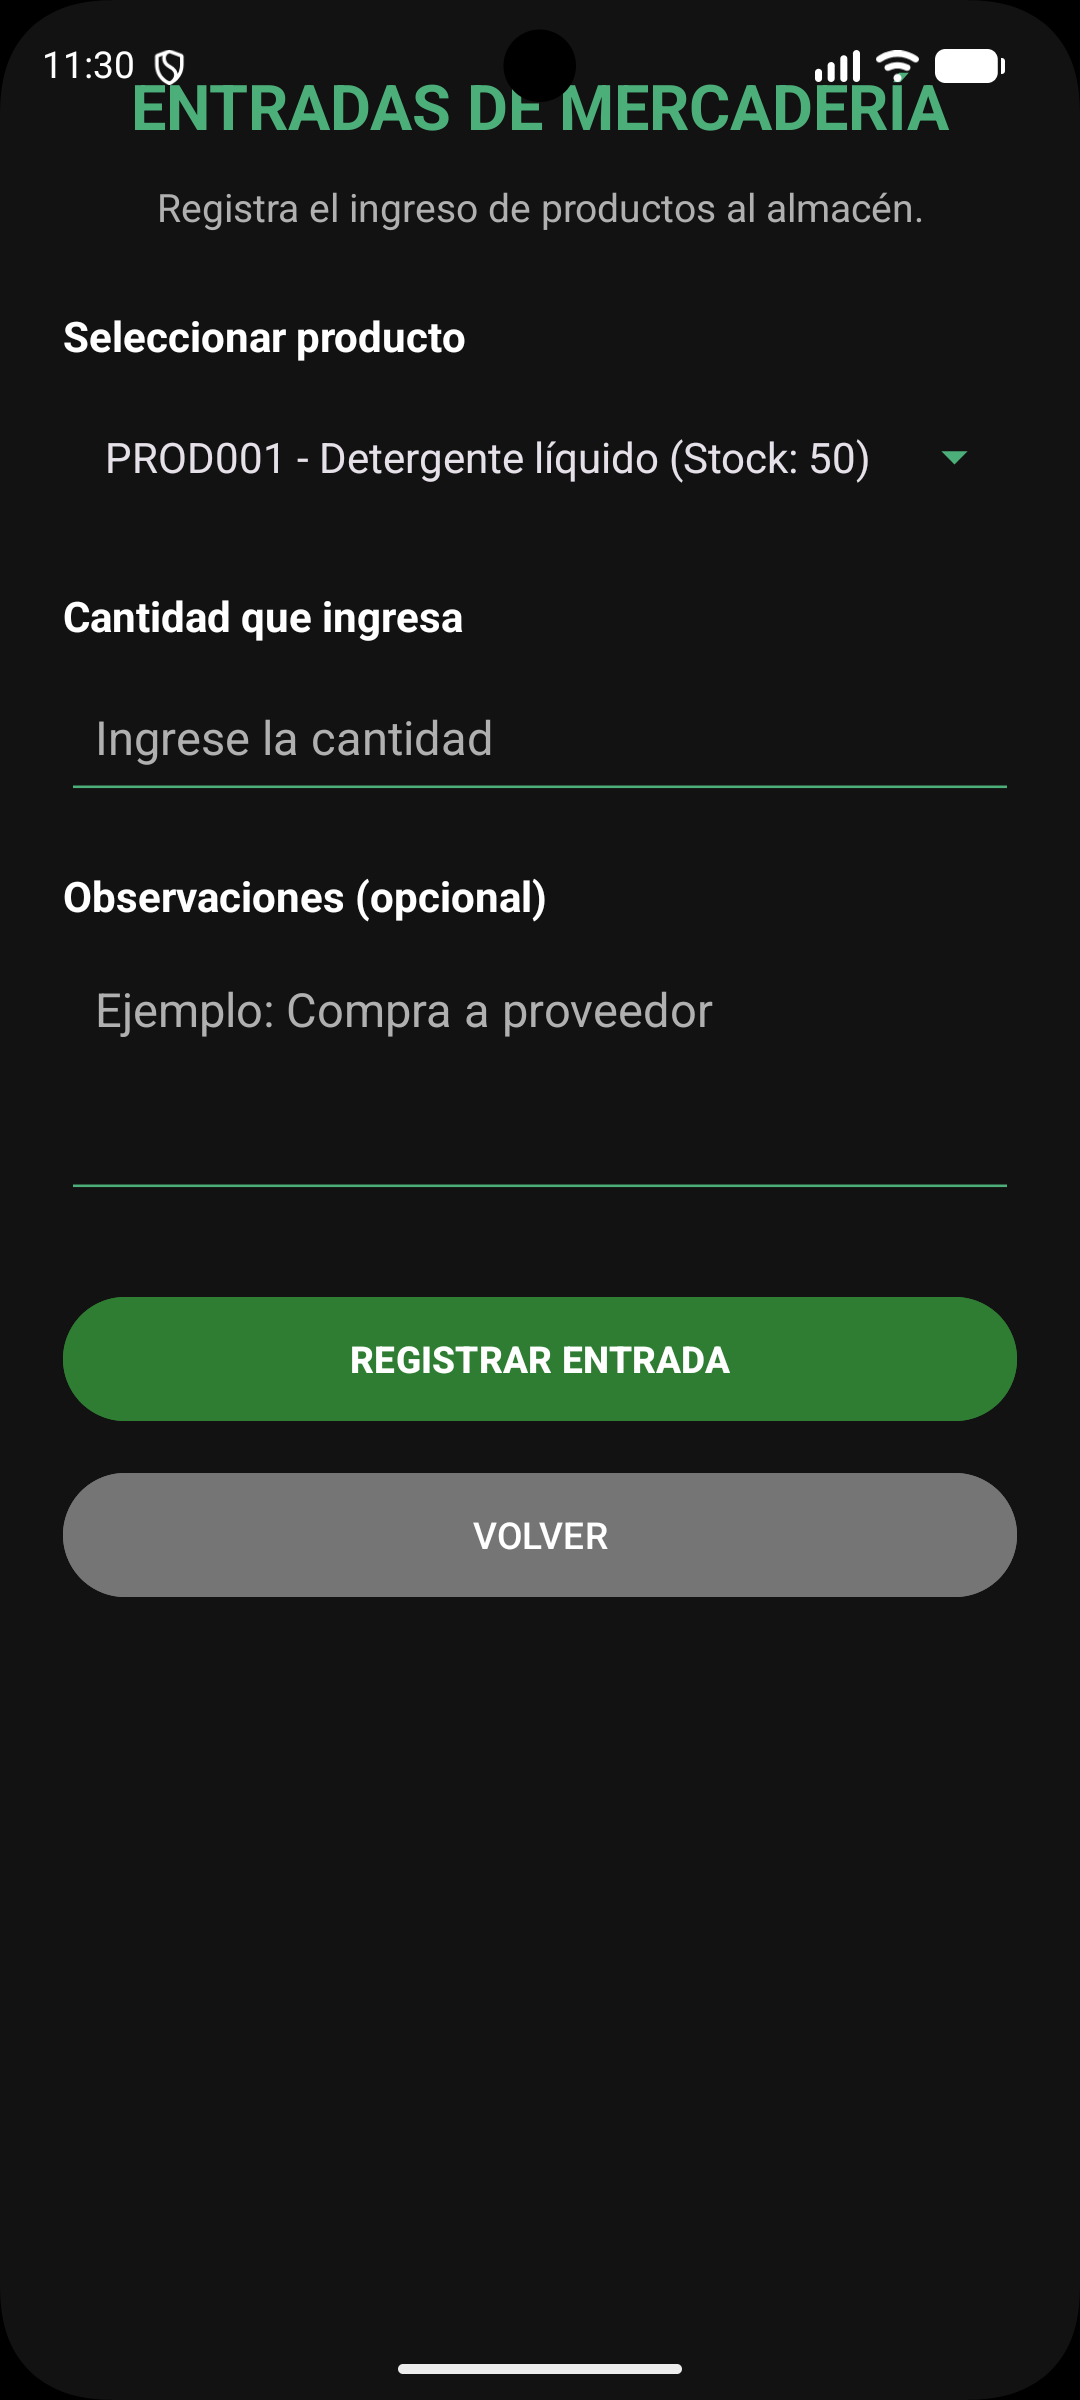 11:30
ENTRADAS DE MERCADERÍA
Registra el ingreso de productos al almacén.
Seleccionar producto
PROD001 - Detergente líquido (Stock: 50)
Cantidad que ingresa
Ingrese la cantidad
Observaciones (opcional)
Ejemplo: Compra a proveedor
REGISTRAR ENTRADA
VOLVER